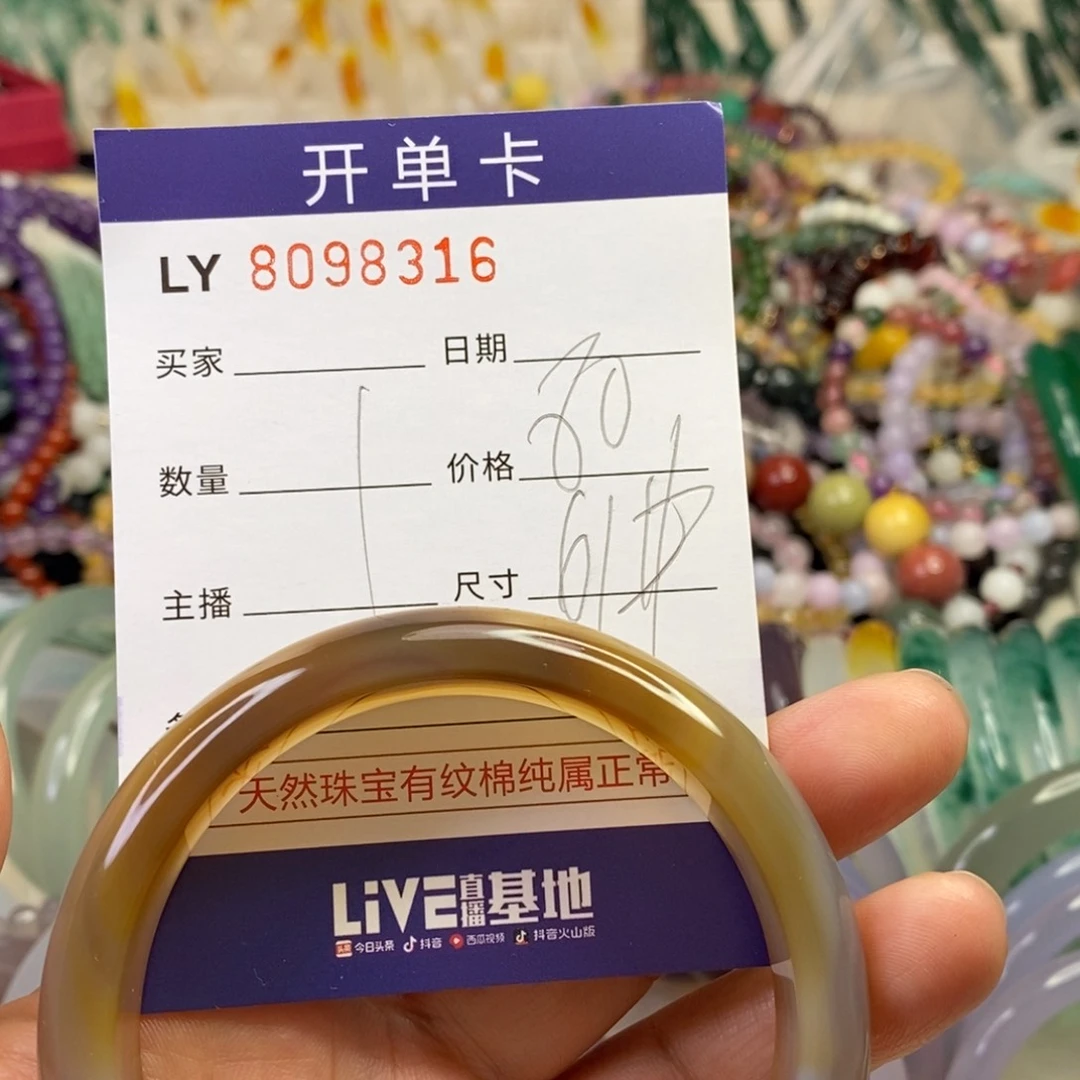 开单卡
LY 8098316
买家 日期
数量 价格
主播 尺寸
天然珠宝有纹棉纯属正常
LiVE直播基地
头条 今日头条 抖音 西瓜视频 抖音火山版